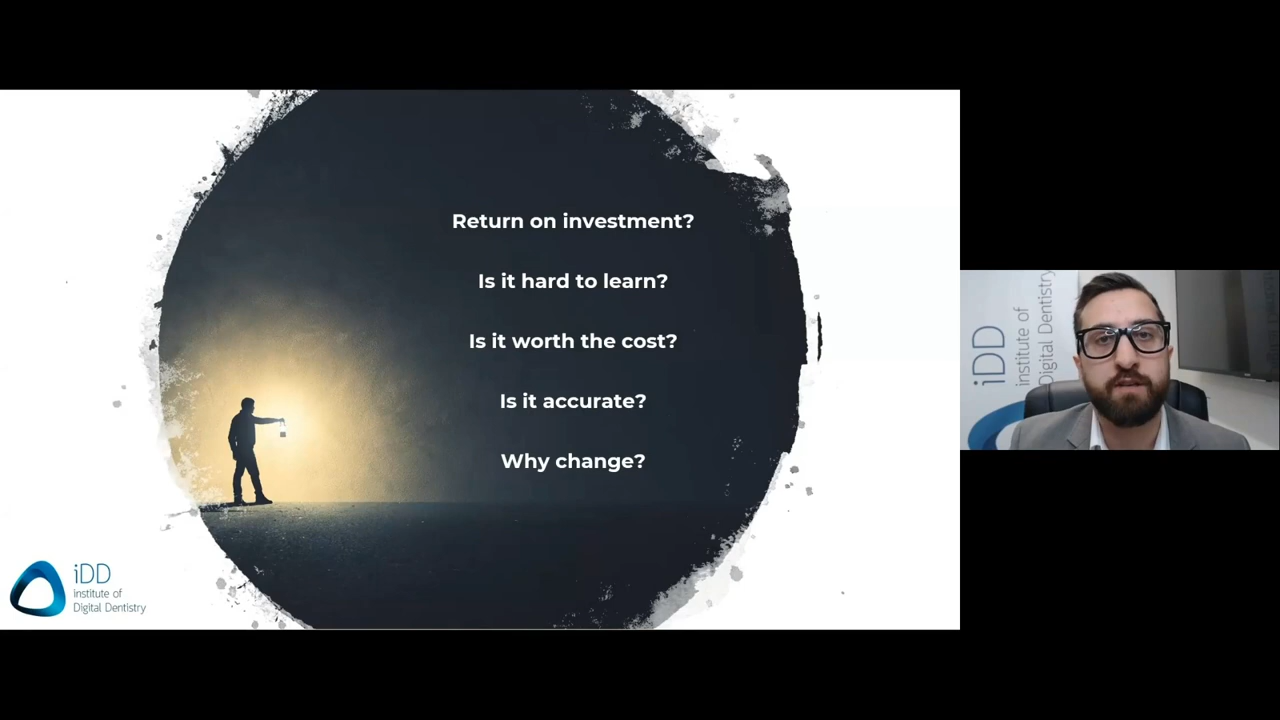 Return on investment?
Is it hard to learn?
Is it worth the cost?
Is it accurate?
Why change?
iDD
institute of
Digital Dentistry
iDD
institute of
Digital Dentistry